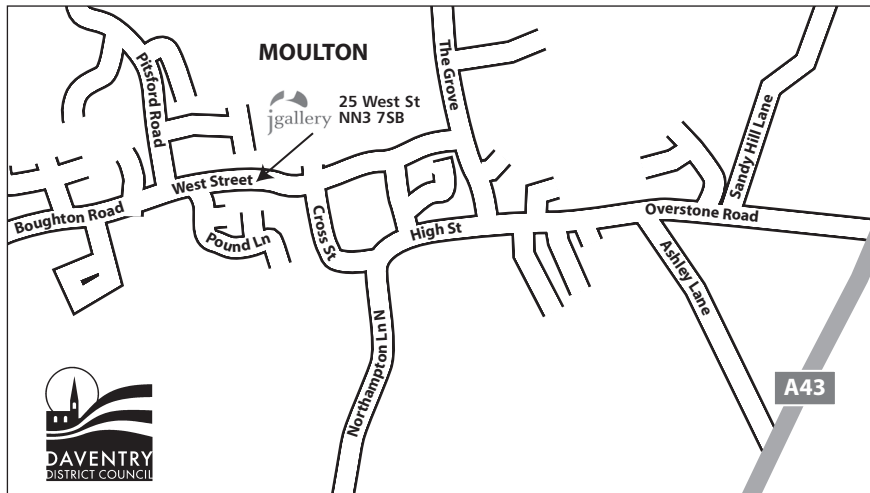 MOULTON
jgallery
25 West St
NN3 7SB
Pitsford Road
The Grove
Sandy Hill Lane
West Street
Boughton Road
Pound Ln
Cross St
High St
Overstone Road
Ashley Lane
Northampton Ln N
A43
DAVENTRY
DISTRICT COUNCIL